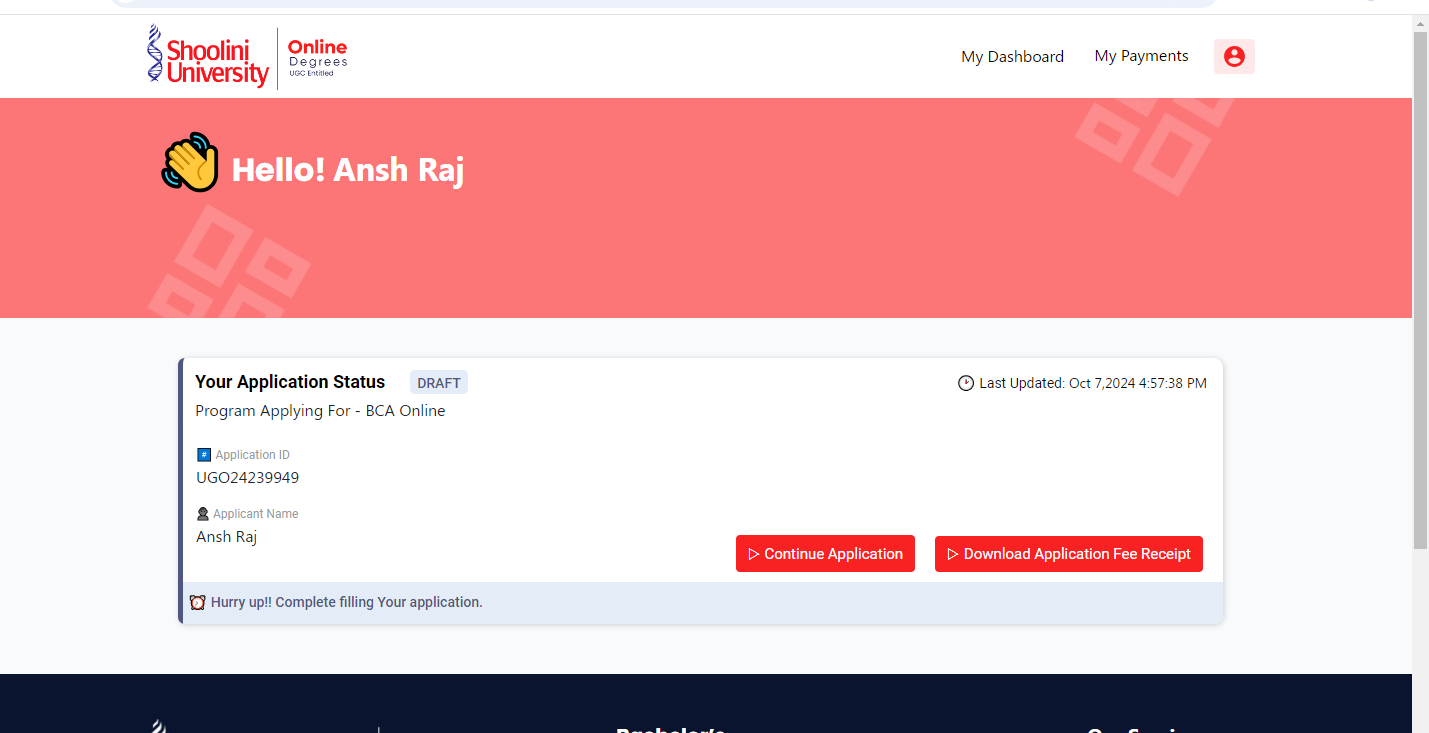 Shoolini
University
Online
Degrees
UGC Entitled
My Dashboard
My Payments
Hello! Ansh Raj
Your Application Status
DRAFT
Last Updated: Oct 7,2024 4:57:38 PM
Program Applying For - BCA Online
# Application ID
UGO24239949
Applicant Name
Ansh Raj
Continue Application
Download Application Fee Receipt
Hurry up!! Complete filling Your application.
Bachelor's